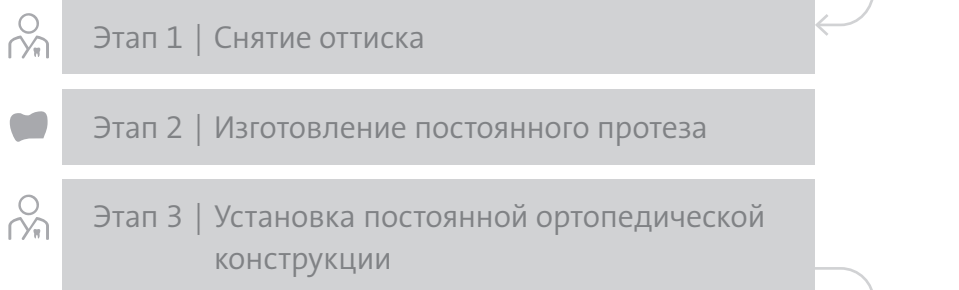 Этап 1 | Снятие оттиска
Этап 2 | Изготовление постоянного протеза
Этап 3 | Установка постоянной ортопедической
конструкции